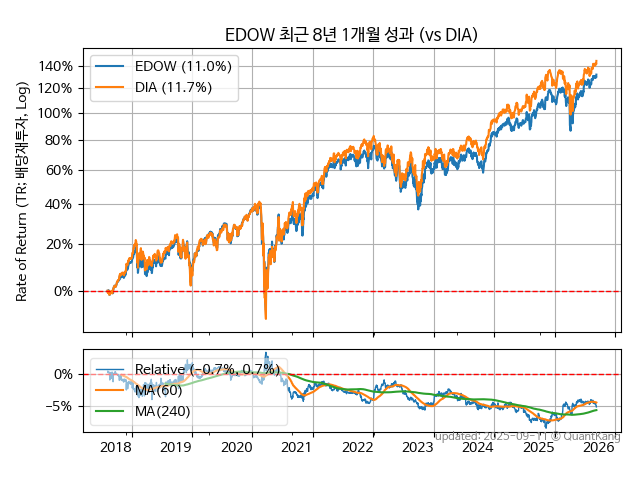 EDOW 최근 8년 1개월 성과 (vs DIA)
Rate of Return (TR: 배당재투자, Log)
140%
120%
100%
80%
60%
40%
20%
0%
EDOW (11.0%)
DIA (11.7%)
0%
−5%
Relative (−0.7%, 0.7%)
MA(60)
MA(240)
2018 2019 2020 2021 2022 2023 2024 2025 2026
updated: 2025-09-11 © QuantKang